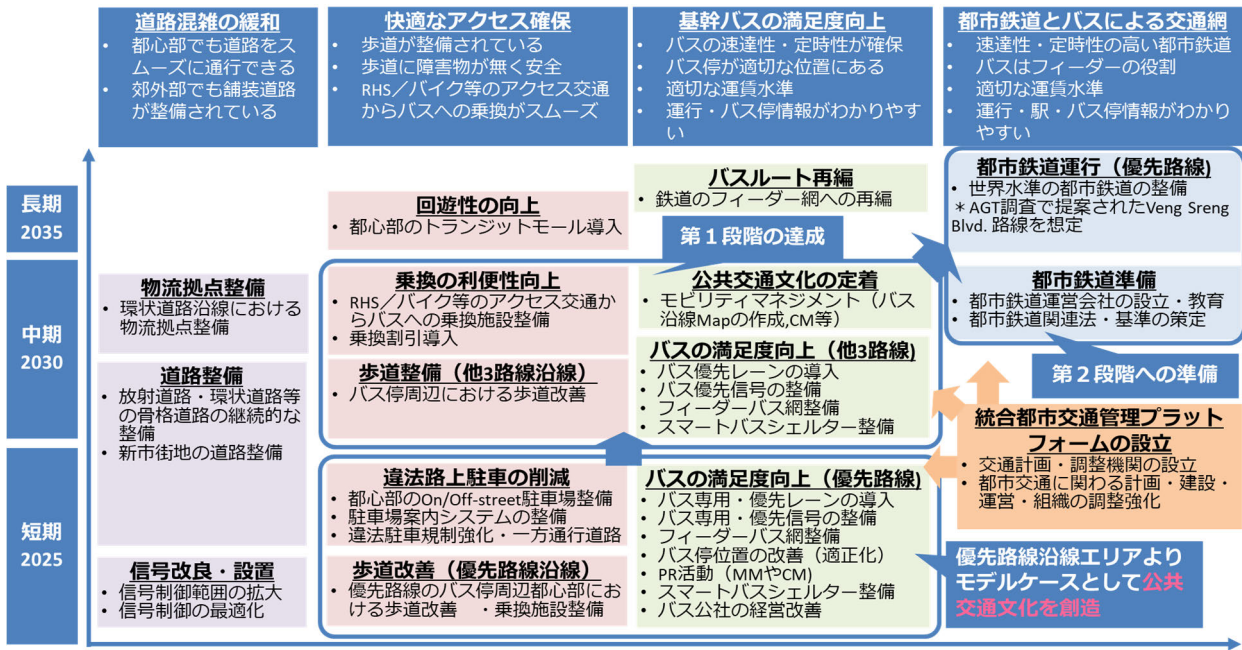 道路混雑の緩和
• 都心部でも道路をス
ムーズに通行できる
• 郊外部でも舗装道路
が整備されている
快適なアクセス確保
• 歩道が整備されている
• 歩道に障害物が無く安全
• RHS／バイク等のアクセス交通
からバスへの乗換がスムーズ
基幹バスの満足度向上
• バスの速達性・定時性が確保
• バス停が適切な位置にある
• 適切な運賃水準
• 運行・バス停情報がわかりやす
い
都市鉄道とバスによる交通網
• 速達性・定時性の高い都市鉄道
• バスはフィーダーの役割
• 適切な運賃水準
• 運行・駅・バス停情報がわかり
やすい
長期
2035
回遊性の向上
• 都心部のトランジットモール導入
バスルート再編
• 鉄道のフィーダー網への再編
第１段階の達成
都市鉄道運行（優先路線)
• 世界水準の都市鉄道の整備
＊AGT調査で提案されたVeng Sreng
Blvd. 路線を想定
中期
2030
物流拠点整備
• 環状道路沿線における
物流拠点整備
道路整備
• 放射道路・環状道路等
の骨格道路の継続的な
整備
• 新市街地の道路整備
乗換の利便性向上
• RHS／バイク等のアクセス交通か
らバスへの乗換施設整備
• 乗換割引導入
歩道整備（他3路線沿線）
• バス停周辺における歩道改善
公共交通文化の定着
• モビリティマネジメント（バス
沿線Mapの作成,CM等）
バスの満足度向上（他3路線)
• バス優先レーンの導入
• バス優先信号の整備
• フィーダーバス網整備
• スマートバスシェルター整備
都市鉄道準備
• 都市鉄道運営会社の設立・教育
• 都市鉄道関連法・基準の策定
第２段階への準備
統合都市交通管理プラット
フォームの設立
• 交通計画・調整機関の設立
• 都市交通に関わる計画・建設・
運営・組織の調整強化
短期
2025
信号改良・設置
• 信号制御範囲の拡大
• 信号制御の最適化
違法路上駐車の削減
• 都心部のOn/Off-street駐車場整備
• 駐車場案内システムの整備
• 違法駐車規制強化・一方通行道路
歩道改善（優先路線沿線）
• 優先路線のバス停周辺都心部にお
ける歩道改善　・乗換施設整備
バスの満足度向上（優先路線)
• バス専用・優先レーンの導入
• バス専用・優先信号の整備
• フィーダーバス網整備
• バス停位置の改善（適正化）
• PR活動（MMやCM)
• スマートバスシェルター整備
• バス公社の経営改善
優先路線沿線エリアより
モデルケースとして公共
交通文化を創造